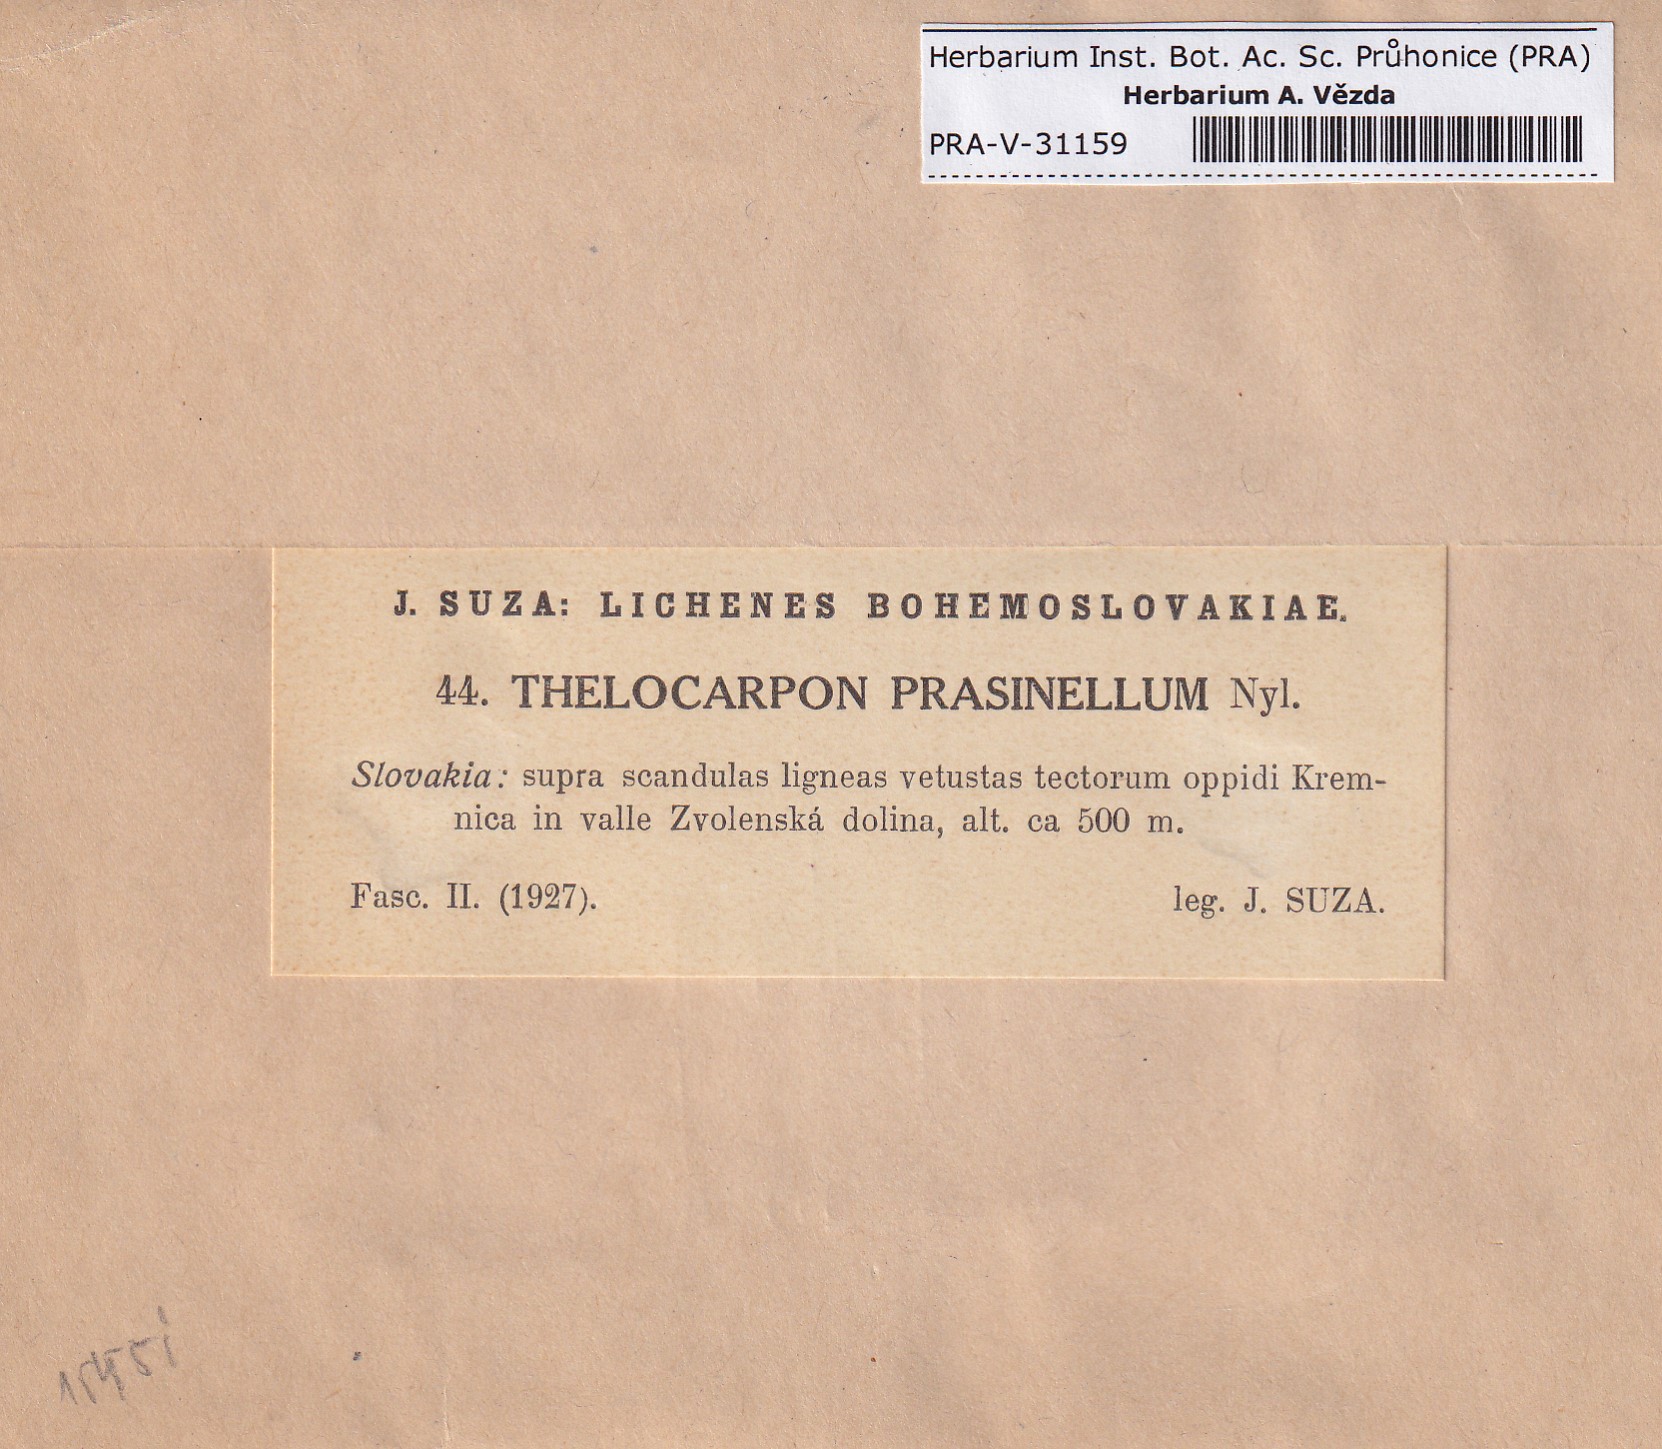 Herbarium Inst. Bot. Ac. Sc. Průhonice (PRA)
Herbarium A. Vězda
PRA-V-31159
J. SUZA: LICHENES BOHEMOSLOVAKIAE.
44. THELOCARPON PRASINELLUM Nyl.
Slovakia: supra scandulas ligneas vetustas tectorum oppidi Krem-
nica in valle Zvolenská dolina, alt. ca 500 m.
Fasc. II. (1927). leg. J. SUZA.